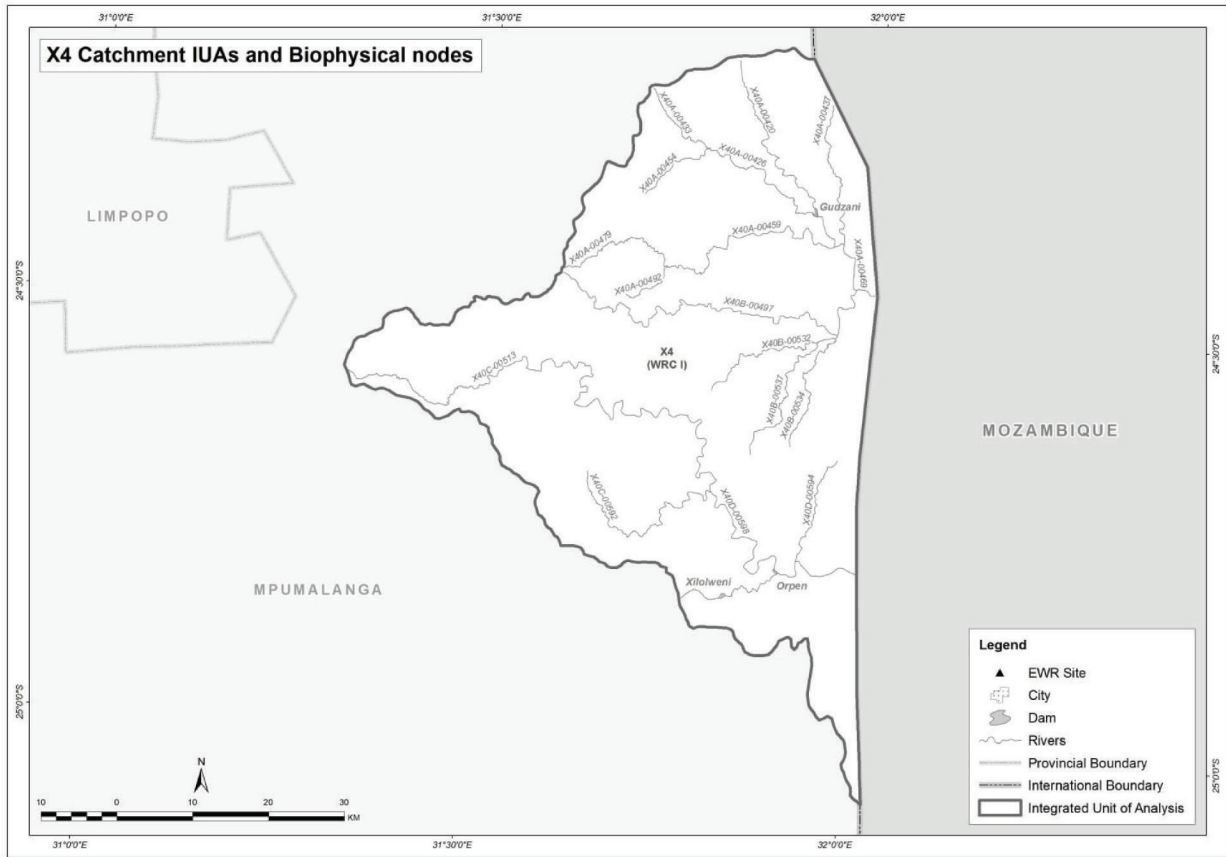 31°0'0"E
31°30'0"E
32°0'0"E
X4 Catchment IUAs and Biophysical nodes
X40A-00433
X40A-00420
X40A-00437
X40A-00454
X40A-00426
LIMPOPO
Gudzani
X40A-00459
X40A-00479
X40A-00469
24°30'0"S
X40A-00492
X40B-00497
X40B-00532
24°30'0"S
X4
(WRC I)
X40C-00513
X40B-00537
X40B-00534
MOZAMBIQUE
X40C-00592
X40D-00598
X40D-00594
Xilolweni
Orpen
MPUMALANGA
Legend
EWR Site
City
Dam
Rivers
Provincial Boundary
International Boundary
Integrated Unit of Analysis
25°0'0"S
25°0'0"S
N
10 0 10 20 30
KM
31°0'0"E
31°30'0"E
32°0'0"E